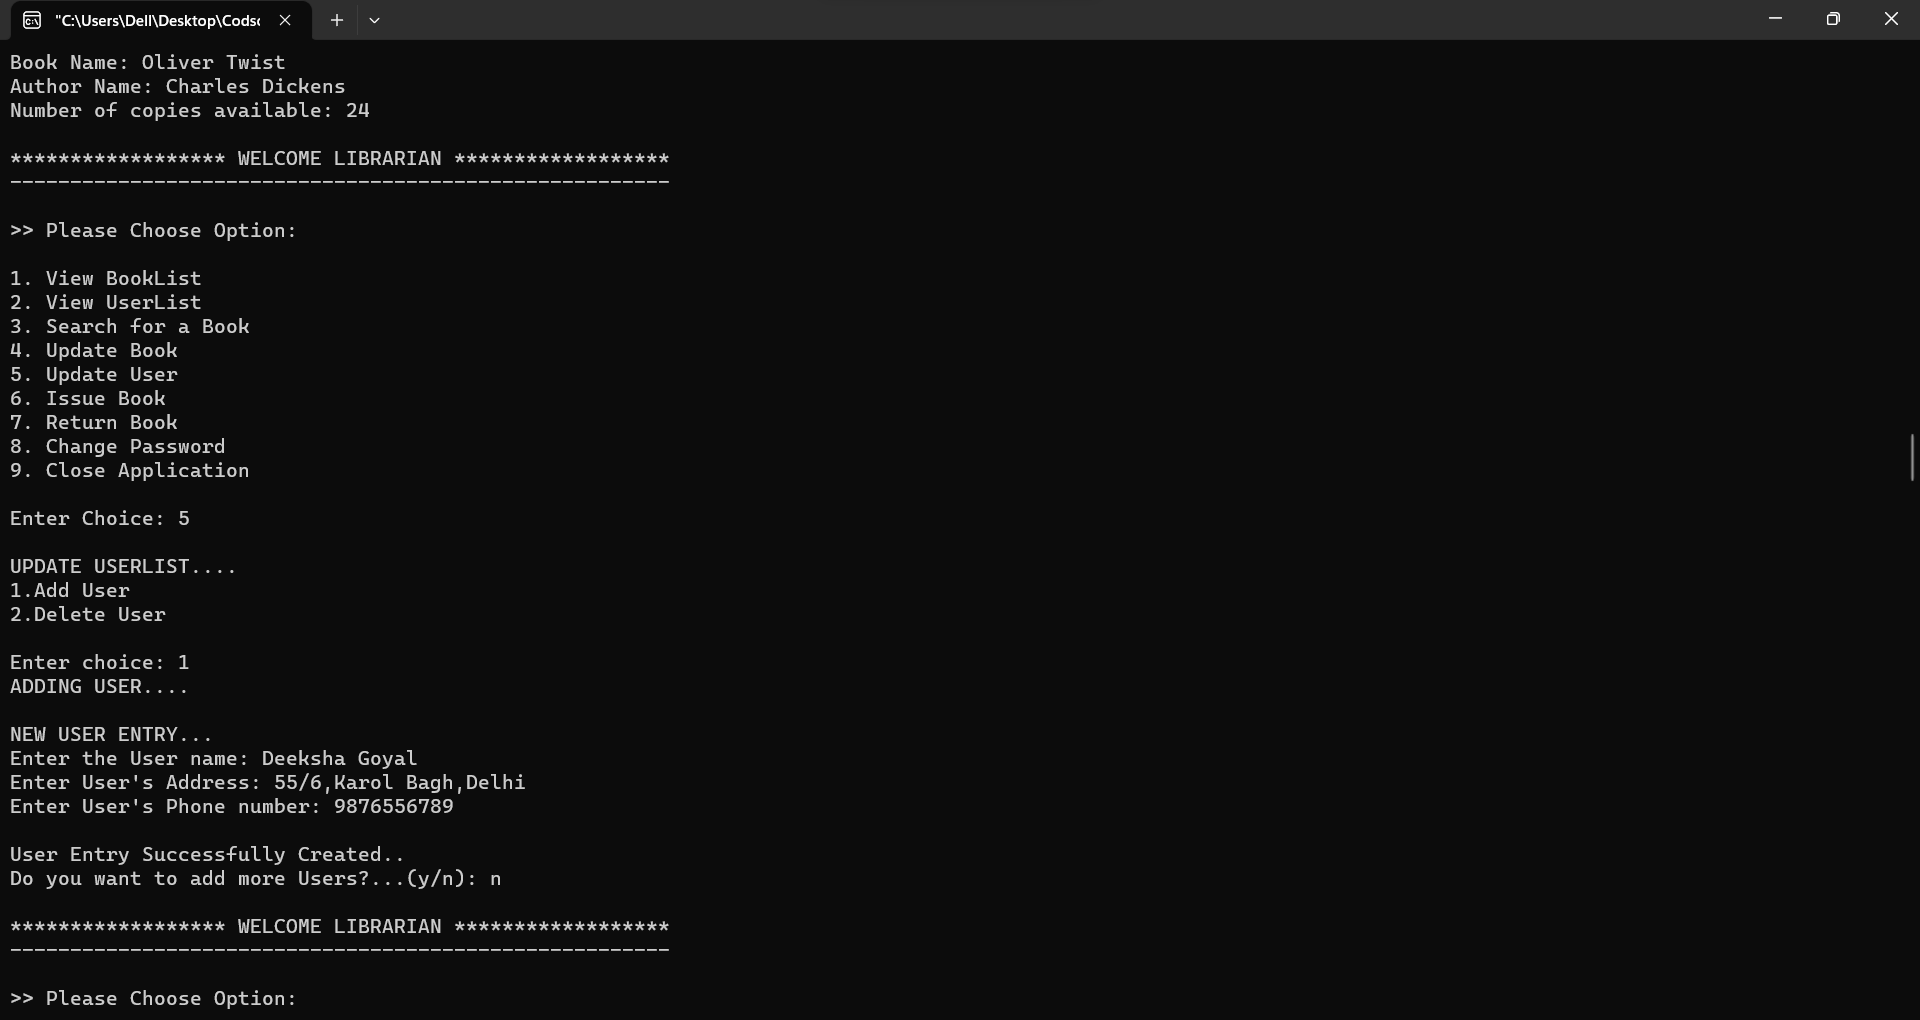 "C:\Users\Dell\Desktop\Cods
Book Name: Oliver Twist
Author Name: Charles Dickens
Number of copies available: 24
****************** WELCOME LIBRARIAN ******************
-------------------------------------------------------
>> Please Choose Option:
1. View BookList
2. View UserList
3. Search for a Book
4. Update Book
5. Update User
6. Issue Book
7. Return Book
8. Change Password
9. Close Application
Enter Choice: 5
UPDATE USERLIST....
1.Add User
2.Delete User
Enter choice: 1
ADDING USER....
NEW USER ENTRY...
Enter the User name: Deeksha Goyal
Enter User's Address: 55/6,Karol Bagh,Delhi
Enter User's Phone number: 9876556789
User Entry Successfully Created..
Do you want to add more Users?...(y/n): n
****************** WELCOME LIBRARIAN ******************
-------------------------------------------------------
>> Please Choose Option: